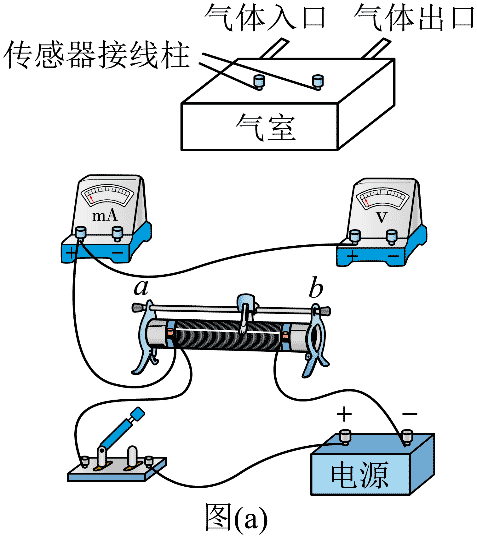 气体入口 气体出口
传感器接线柱
气室
mA V
+ − + −
a b
+ −
电源
图(a)